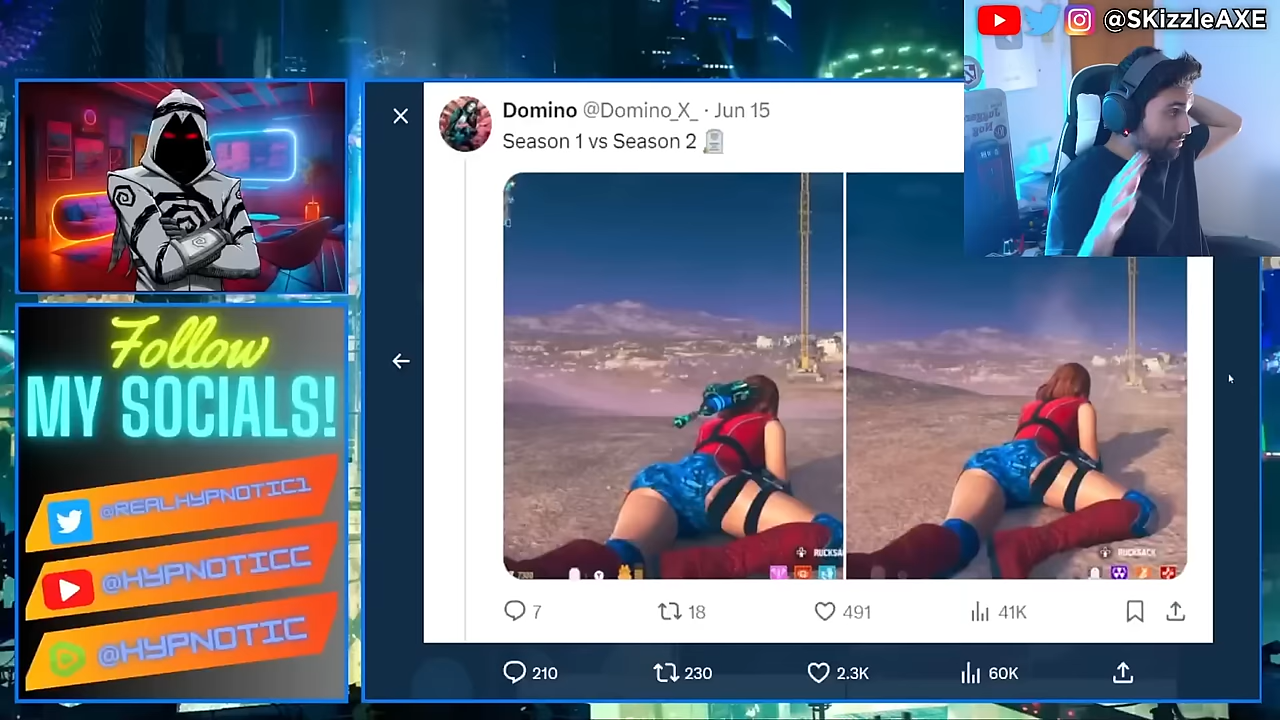 @SKizzleAXE
Domino @Domino_X_ · Jun 15
Season 1 vs Season 2
RUCKSA
RUCKSACK
7 18 491 41K
210 230 2.3K 60K
Follow
MY SOCIALS!
@REALHYPNOTIC1
@HYPNOTICC
@HYPNOTIC